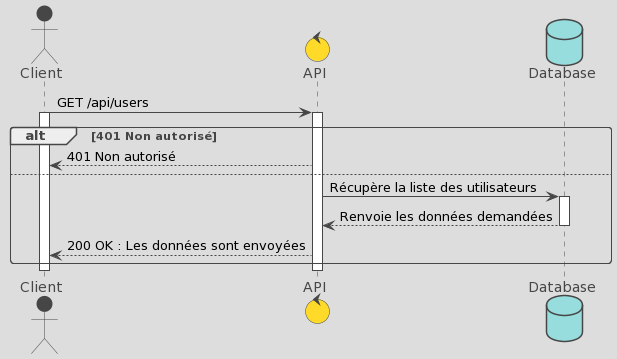 Client
API
Database
GET /api/users
alt [401 Non autorisé]
401 Non autorisé
Récupère la liste des utilisateurs
Renvoie les données demandées
200 OK : Les données sont envoyées
Client
API
Database